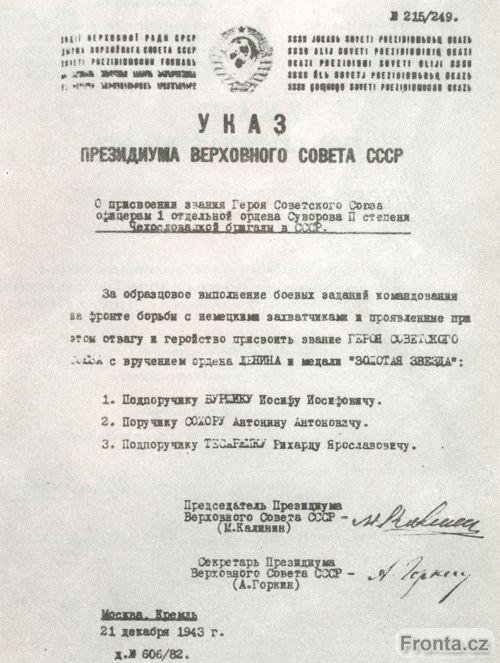 № 215/249.
УКАЗ
ПРЕЗИДИУМА ВЕРХОВНОГО СОВЕТА СССР
О присвоении звания Героя Советского Союза
офицерам 1 отдельной ордена Суворова II степени
Чехословацкой бригады в СССР.
За образцовое выполнение боевых заданий командования
на фронте борьбы с немецкими захватчиками и проявленные при
этом отвагу и геройство присвоить звание ГЕРОЯ СОВЕТСКОГО
СОЮЗА с вручением ордена ЛЕНИНА и медали "ЗОЛОТАЯ ЗВЕЗДА":
1. Подпоручику БУРШИКУ Иосифу Иосифовичу.
2. Поручику СОХОРУ Антонину Антоновичу.
3. Подпоручику ТЕСАРЖИКУ Рихарду Ярославовичу.
Председатель Президиума
Верховного Совета СССР -
(М.Калинин)
Секретарь Президиума
Верховного Совета СССР-
(А.Горкин)
А. Горкин
Москва, Кремль
21 декабря 1943 г.
д.№ 606/82.
Fronta.cz